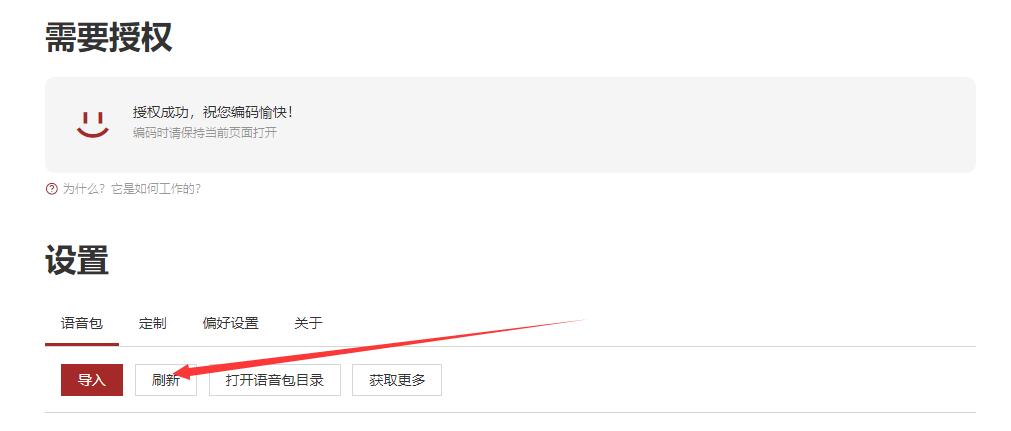 需要授权
授权成功，祝您编码愉快！
编码时请保持当前页面打开
为什么？它是如何工作的？
设置
语音包 定制 偏好设置 关于
导入 刷新 打开语音包目录 获取更多